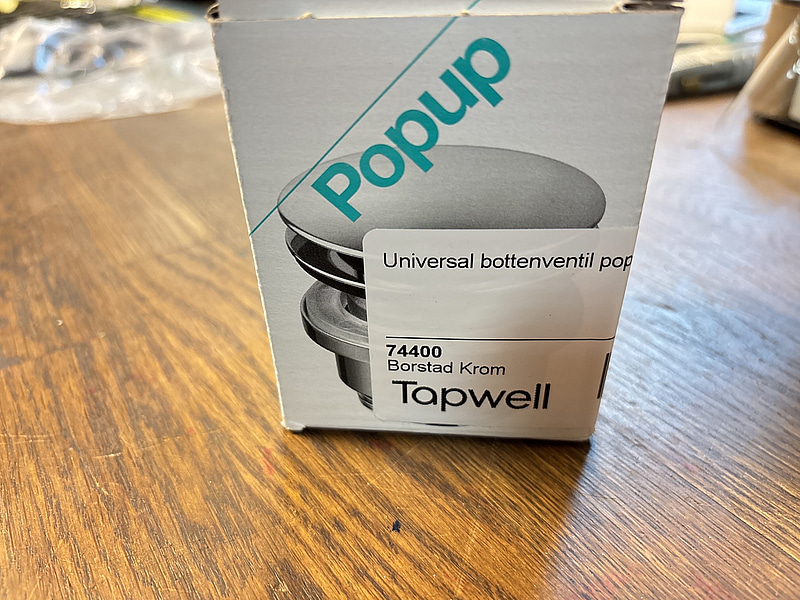 Popup
Universal bottenventil pop
74400
Borstad Krom
Tapwell